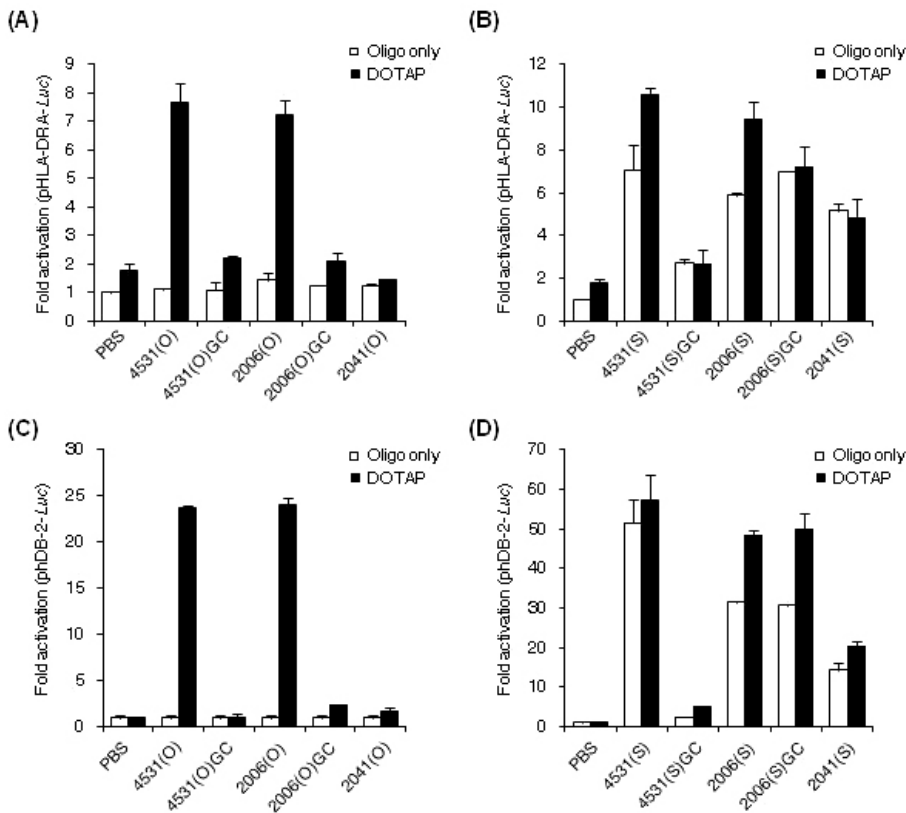 (A)
Oligo only
DOTAP
Fold activation (pHLA-DRA-Luc)
9
8
7
6
5
4
3
2
1
0
PBS
4531(O)
4531(O)GC
2006(O)
2006(O)GC
2041(O)
(B)
Oligo only
DOTAP
Fold activation (pHLA-DRA-Luc)
12
10
8
6
4
2
0
PBS
4531(S)
4531(S)GC
2006(S)
2006(S)GC
2041(S)
(C)
Oligo only
DOTAP
Fold activation (phDB-2-Luc)
30
25
20
15
10
5
0
PBS
4531(O)
4531(O)GC
2006(O)
2006(O)GC
2041(O)
(D)
Oligo only
DOTAP
Fold activation (phDB-2-Luc)
70
60
50
40
30
20
10
0
PBS
4531(S)
4531(S)GC
2006(S)
2006(S)GC
2041(S)